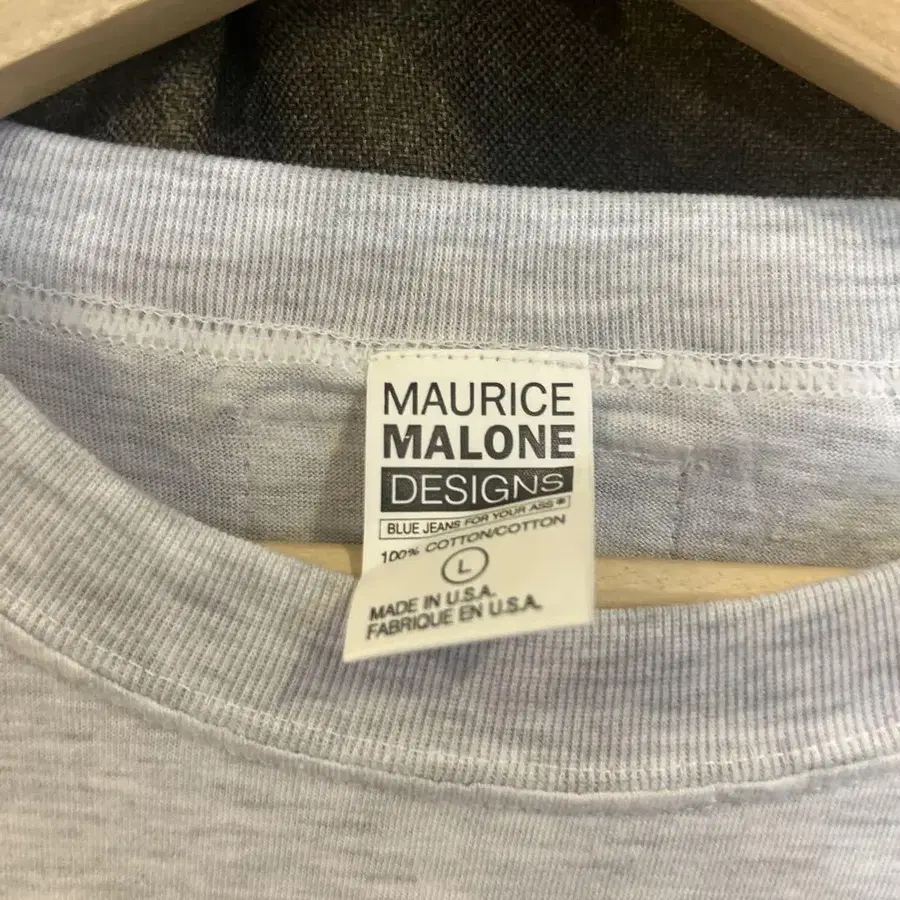 MAURICE
MALONE
DESIGNS
BLUE JEANS FOR YOUR ASS ®
100% COTTON/COTTON
L
MADE IN U.S.A.
FABRIQUE EN U.S.A.